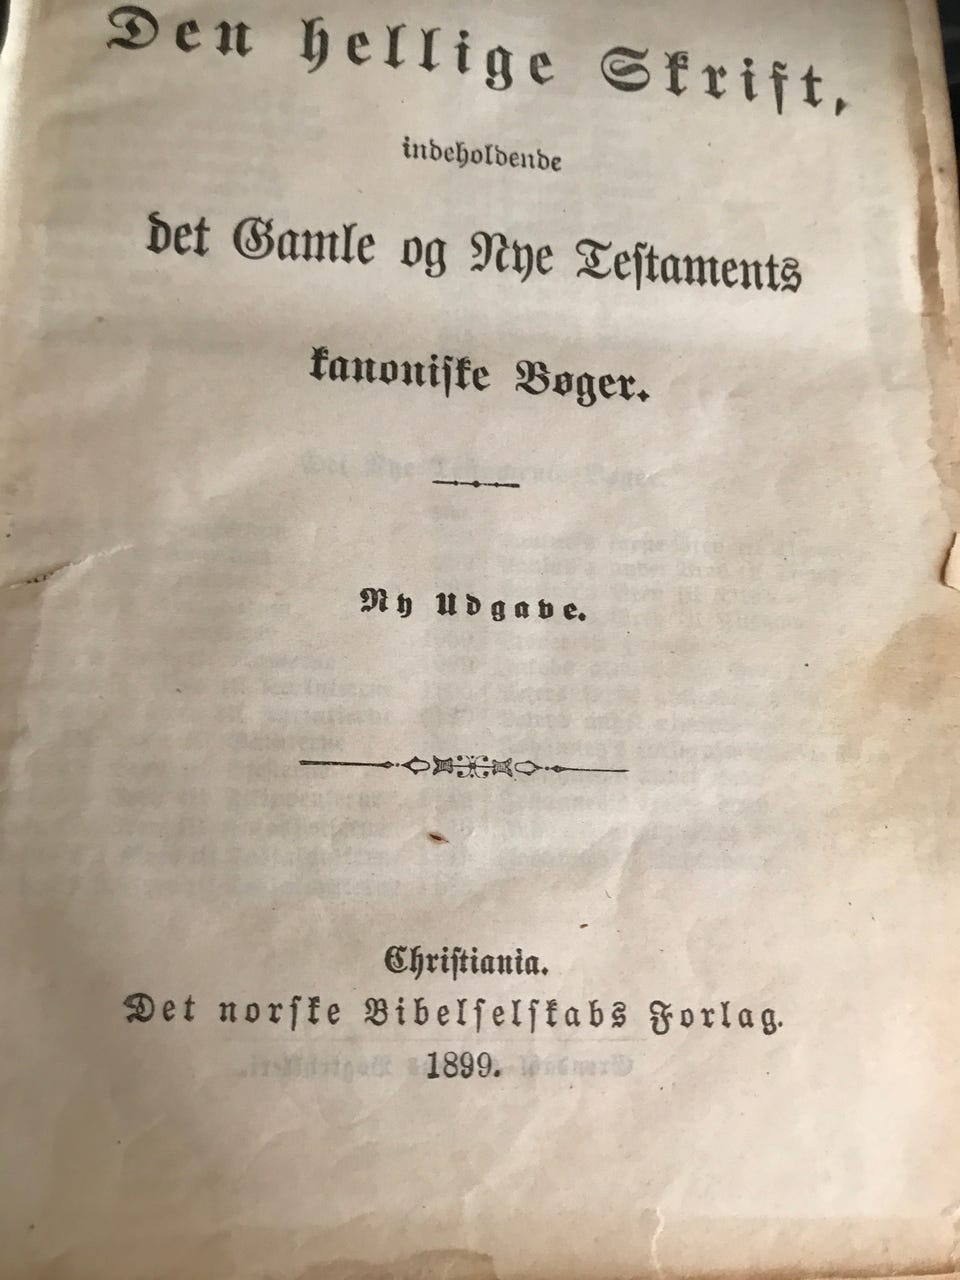 Den hellige Skrift,
indeholdende
det Gamle og Nye Testaments
kanoniske Bøger.
Ny Udgave.
Christiania.
Det norske Bibelselskabs Forlag.
1899.